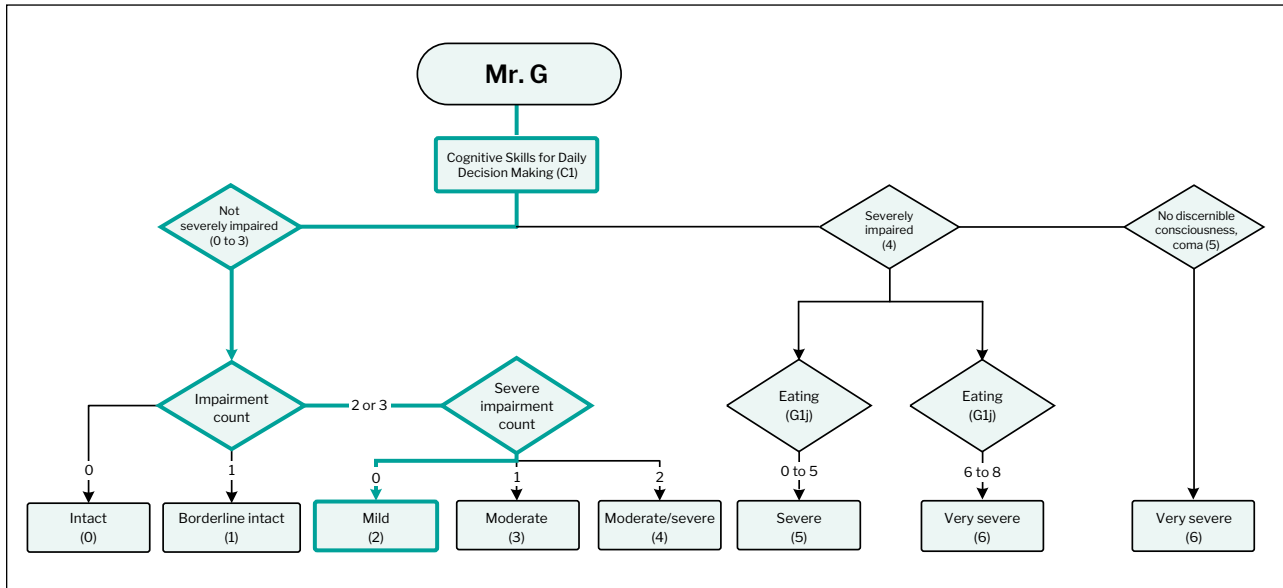 Mr. G
Cognitive Skills for Daily
Decision Making (C1)
Not
severely impaired
(0 to 3)
Severely
impaired
(4)
No discernible
consciousness,
coma (5)
Impairment
count
2 or 3
Severe
impairment
count
Eating
(G1j)
Eating
(G1j)
0
1
0
1
2
0 to 5
6 to 8
Intact
(0)
Borderline intact
(1)
Mild
(2)
Moderate
(3)
Moderate/severe
(4)
Severe
(5)
Very severe
(6)
Very severe
(6)